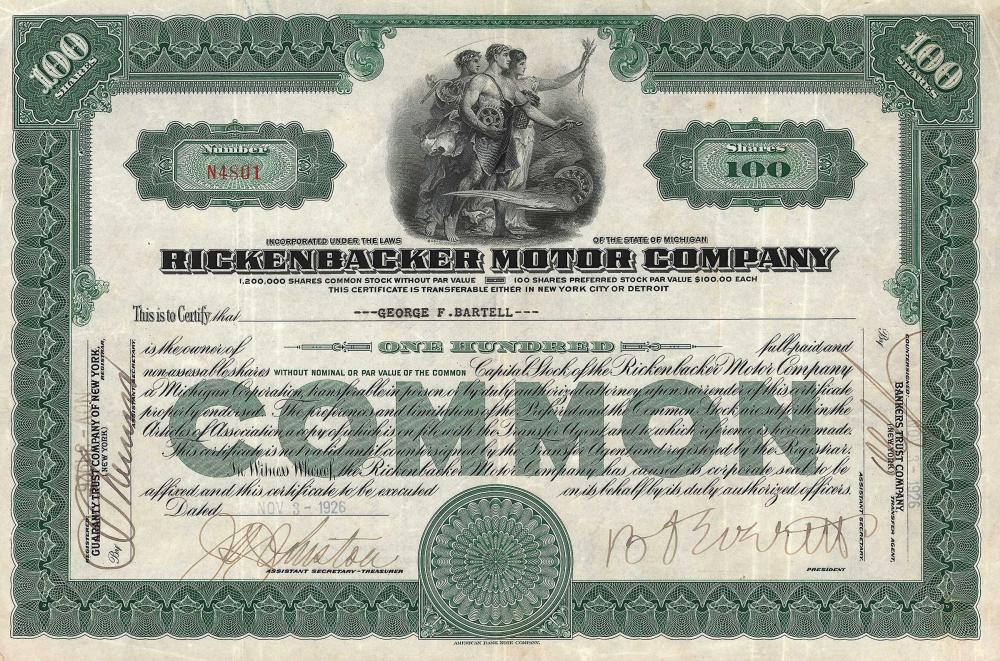 100 SHARES
100 SHARES
Number
N4801
Shares
100
INCORPORATED UNDER THE LAWS OF THE STATE OF MICHIGAN
RICKENBACKER MOTOR COMPANY
1,200,000 SHARES COMMON STOCK WITHOUT PAR VALUE 100 SHARES PREFERRED STOCK PAR VALUE $100.00 EACH
THIS CERTIFICATE IS TRANSFERABLE EITHER IN NEW YORK CITY OR DETROIT
This is to Certify that ---GEORGE F.BARTELL---
is the owner of ONE HUNDRED full paid and
non assessable shares WITHOUT NOMINAL OR PAR VALUE OF THE COMMON Capital Stock of the Rickenbacker Motor Company
a Michigan Corporation, transferable in person or by duly authorized attorney upon surrender of this certificate
properly endorsed. The preferences and limitations of the Preferred and the Common Stock are set forth in the
Articles of Association, a copy of which is on file with the Transfer Agent, and to which reference is herein made.
This certificate is not valid until countersigned by the Transfer Agent and registered by the Registrar.
In Witness Whereof, the Rickenbacker Motor Company has caused its corporate seal to be
affixed and this certificate to be executed in its behalf by its duly authorized officers.
COMMON
Dated NOV 3 - 1926
ASSISTANT SECRETARY-TREASURER
B F Everitt
PRESIDENT
REGISTERED
GUARANTY TRUST COMPANY OF NEW YORK,
(NEW YORK)
REGISTRAR,
By
ASSISTANT SECRETARY.
COUNTERSIGNED
BANKERS TRUST COMPANY,
(NEW YORK)
TRANSFER AGENT,
By
ASSISTANT SECRETARY.
AMERICAN BANK NOTE COMPANY.